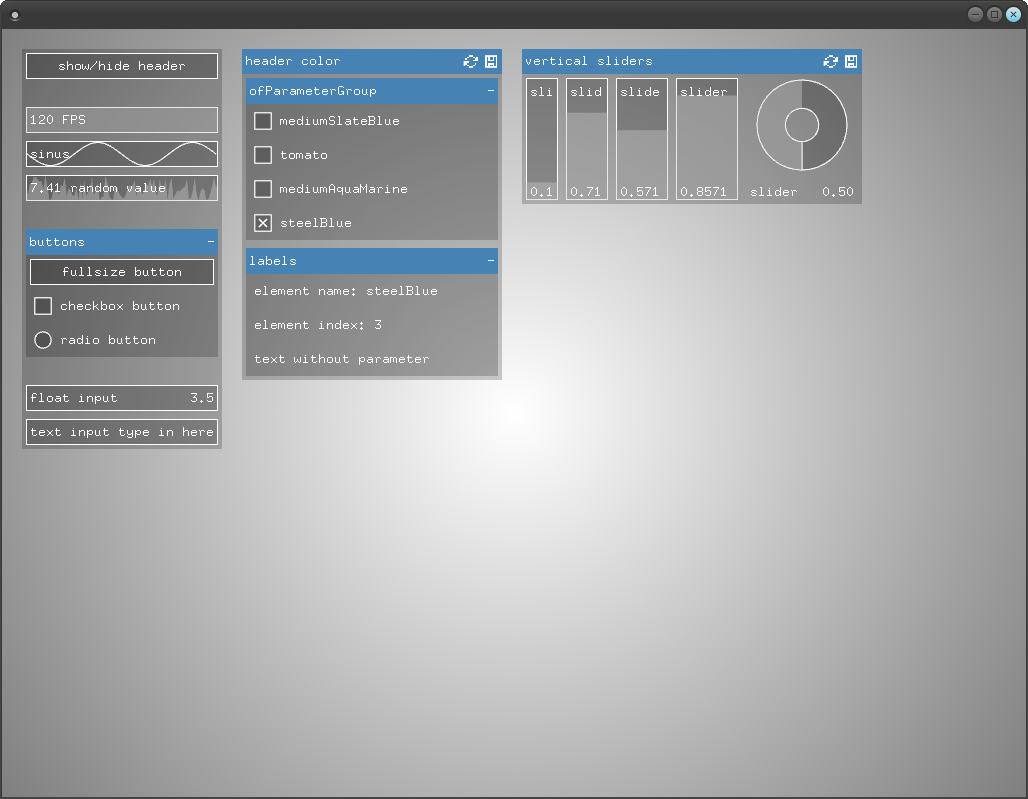 show/hide header
120 FPS
sinus
7.41 random value
buttons
fullsize button
checkbox button
radio button
float input 3.5
text input type in here
header color
ofParameterGroup
mediumSlateBlue
tomato
mediumAquaMarine
steelBlue
labels
element name: steelBlue
element index: 3
text without parameter
vertical sliders
sli slid slide slider
0.1 0.71 0.571 0.8571 slider 0.50